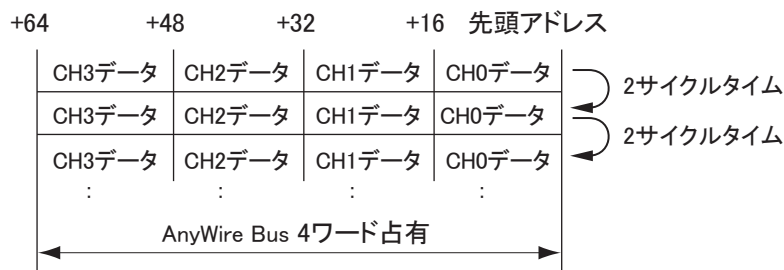 +64 +48 +32 +16 先頭アドレス
CH3データ CH2データ CH1データ CH0データ
2サイクルタイム
CH3データ CH2データ CH1データ CH0データ
2サイクルタイム
CH3データ CH2データ CH1データ CH0データ
: : : :
AnyWire Bus 4ワード占有